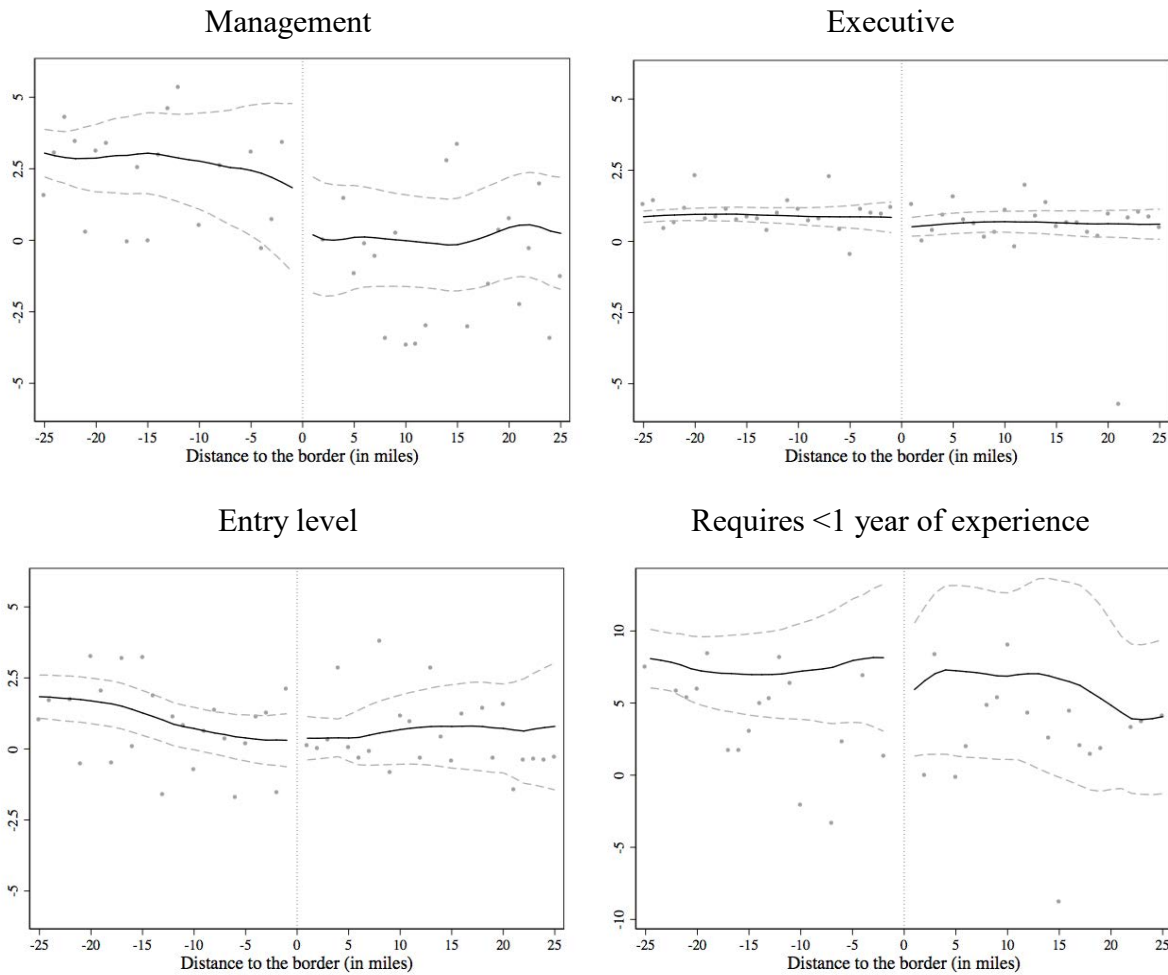 Management
Executive
5
2.5
0
-2.5
-5
-25 -20 -15 -10 -5 0 5 10 15 20 25
Distance to the border (in miles)
5
2.5
0
-2.5
-5
-25 -20 -15 -10 -5 0 5 10 15 20 25
Distance to the border (in miles)
Entry level
Requires <1 year of experience
5
2.5
0
-2.5
-5
-25 -20 -15 -10 -5 0 5 10 15 20 25
Distance to the border (in miles)
10
5
0
-5
-10
-25 -20 -15 -10 -5 0 5 10 15 20 25
Distance to the border (in miles)